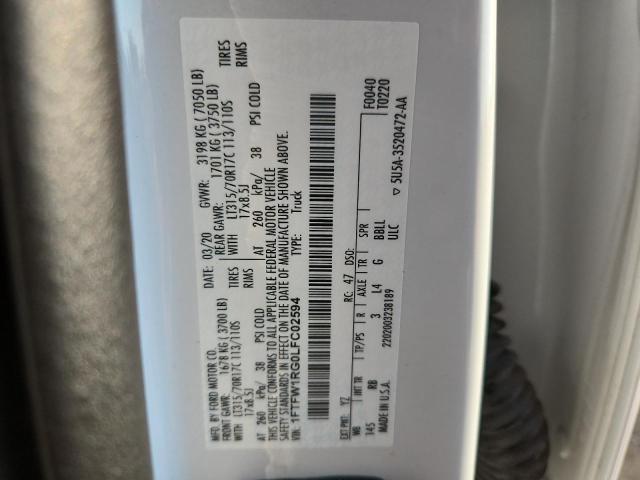 MFD. BY FORD MOTOR CO.
DATE: 03/20 GVWR: 3198 KG ( 7050 LB)
FRONT GAWR: 1678 KG ( 3700 LB) REAR GAWR: 1701 KG ( 3750 LB)
WITH LT315/70R17C 113/110S TIRES WITH LT315/70R17C 113/110S TIRES
17x8.5J RIMS 17x8.5J RIMS
AT 260 kPa/ 38 PSI COLD AT 260 kPa/ 38 PSI COLD
THIS VEHICLE CONFORMS TO ALL APPLICABLE FEDERAL MOTOR VEHICLE
SAFETY STANDARDS IN EFFECT ON THE DATE OF MANUFACTURE SHOWN ABOVE.
VIN: 1FTFW1RG0LFC02594 TYPE: Truck
F0040
T0220
EXT PNT: YZ RC: 47 DSO:
WB INT TR TP/PS R AXLE TR SPR
145 RB 3 L4 G BBLL
MADE IN U.S.A. 2202003238189 ULC
▽ 5U5A-3520472-AA